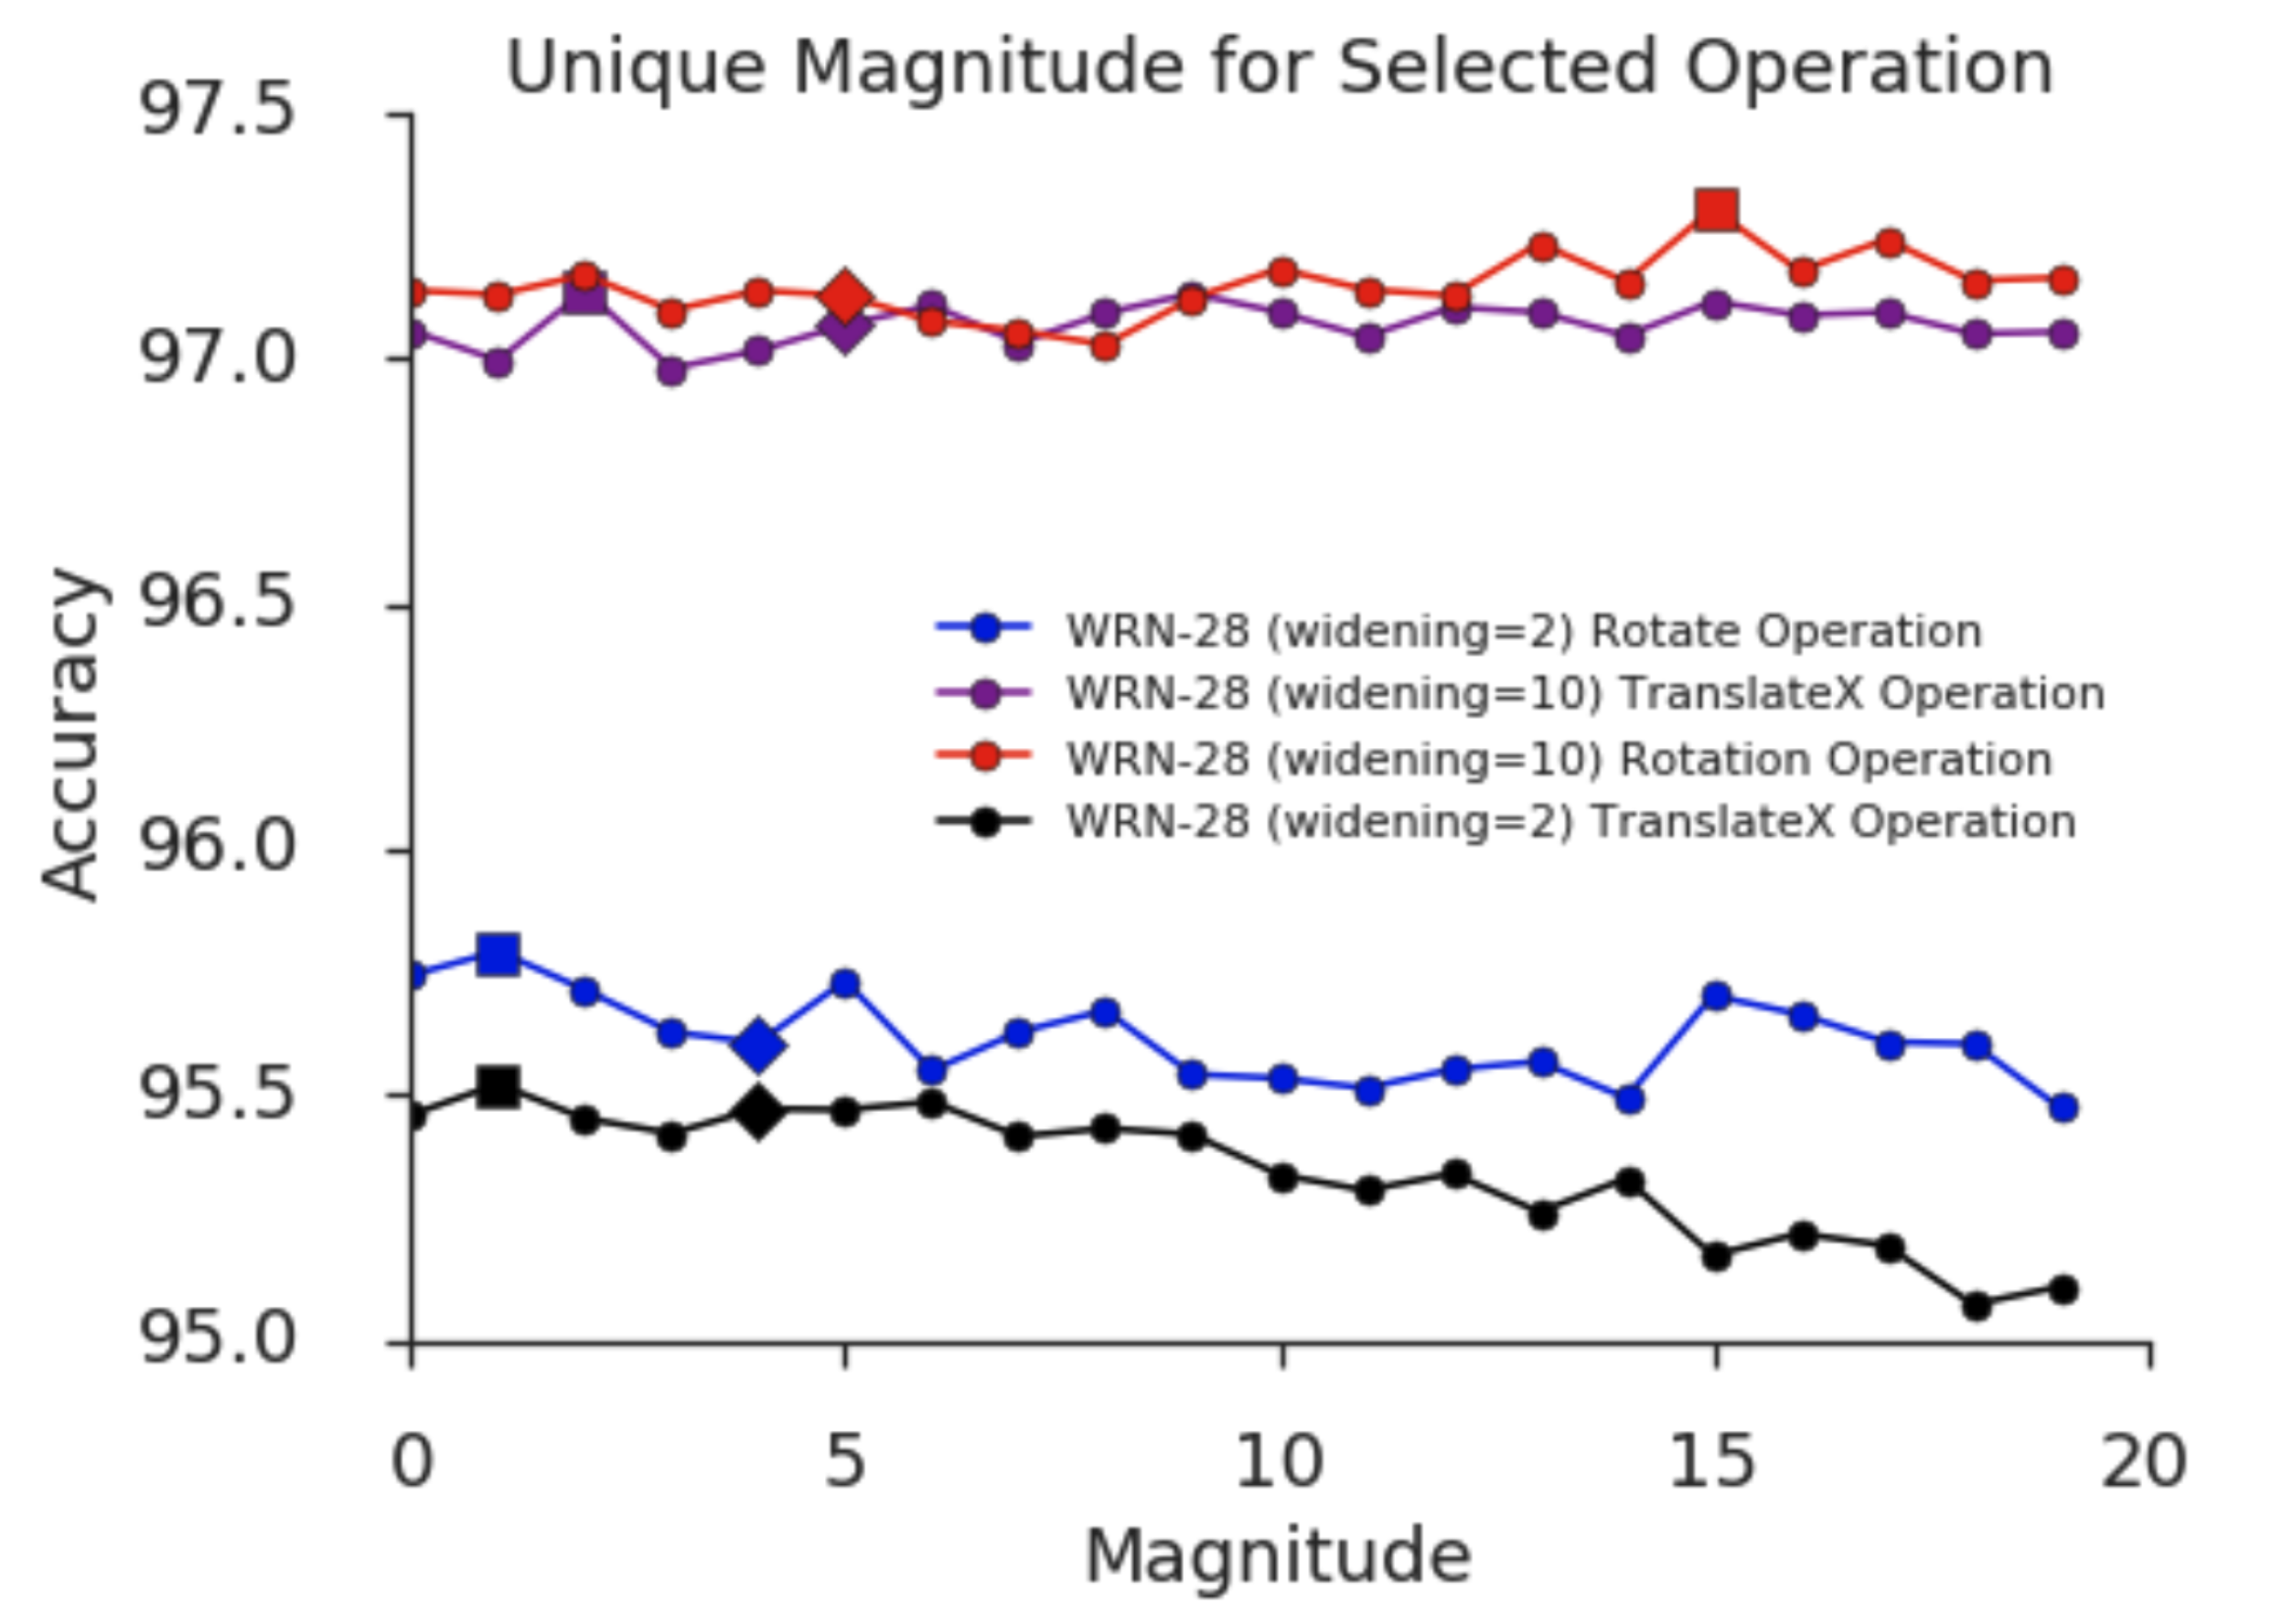 Unique Magnitude for Selected Operation
97.5
97.0
96.5
96.0
95.5
95.0
Accuracy
WRN-28 (widening=2) Rotate Operation
WRN-28 (widening=10) TranslateX Operation
WRN-28 (widening=10) Rotation Operation
WRN-28 (widening=2) TranslateX Operation
0 5 10 15 20
Magnitude